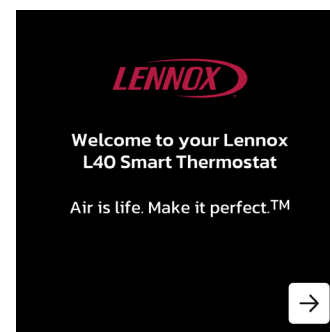 LENNOX
Welcome to your Lennox
L40 Smart Thermostat
Air is life. Make it perfect.™